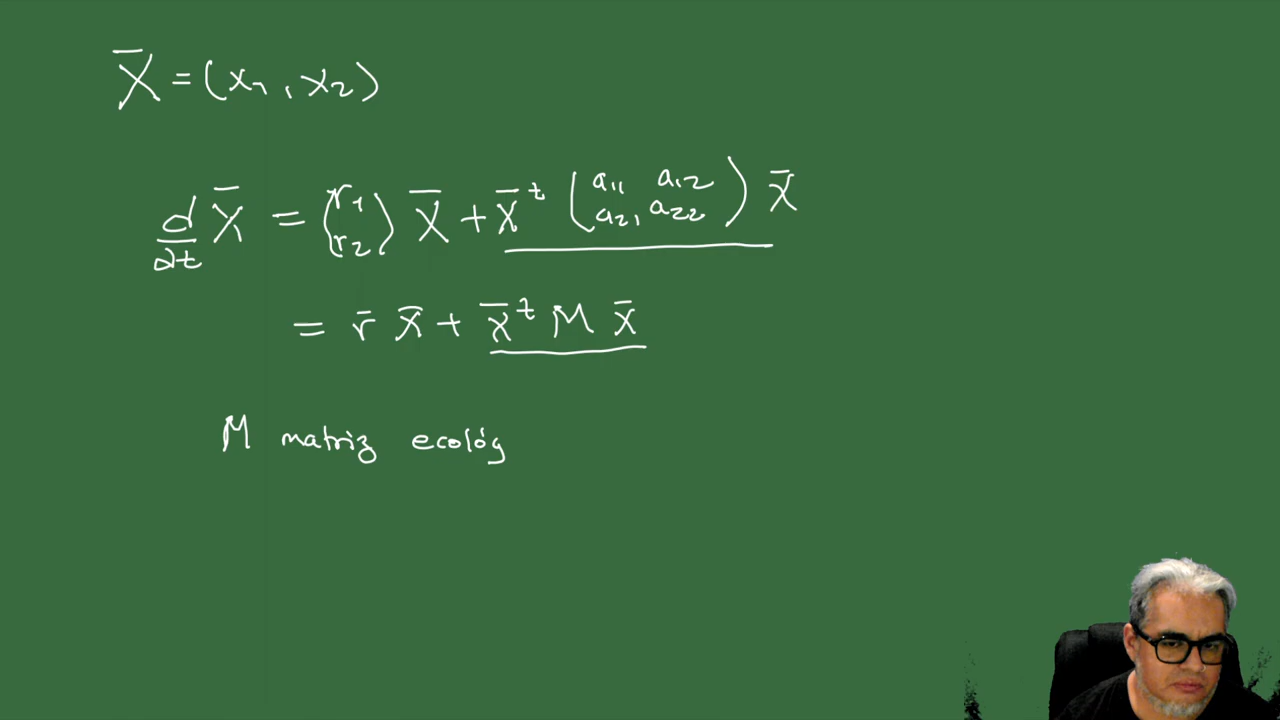 X̄ = (x₁, x₂)
d/dt X̄ = (r₁ r₂) X̄ + X̄ᵗ (a₁₁ a₁₂ a₂₁ a₂₂) X̄
= r̄ X̄ + X̄ᵗ M X̄
M matriz ecológ